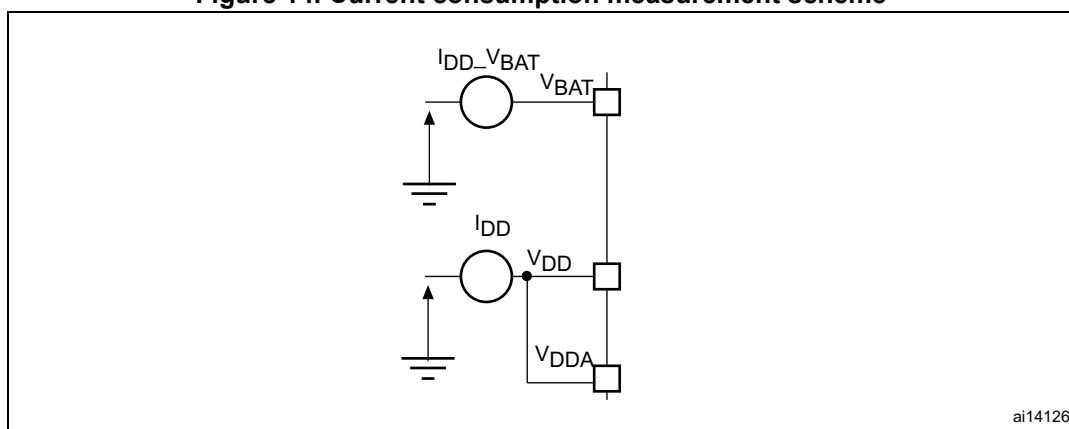 Figure 14. Current consumption measurement scheme
IDD_VBAT
VBAT
IDD
VDD
VDDA
ai14126